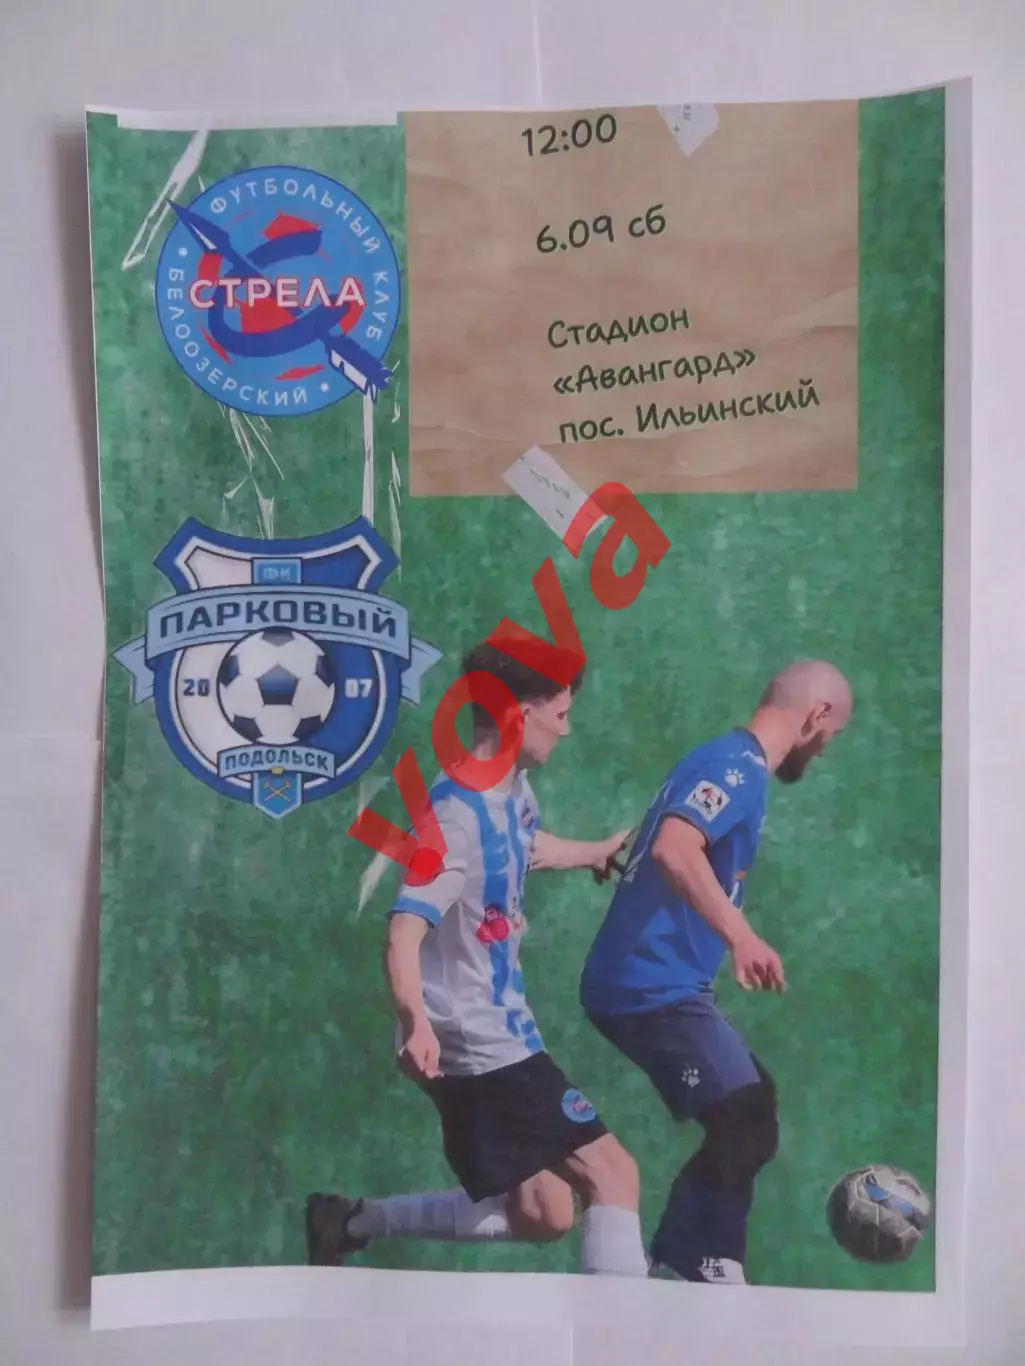 12:00
6.09 сб
Стадион
«Авангард»
пос. Ильинский
ФУТБОЛЬНЫЙ КЛУБ
СТРЕЛА
• БЕЛООЗЕРСКИЙ •
ФК
ПАРКОВЫЙ
20 07
ПОДОЛЬСК
vova